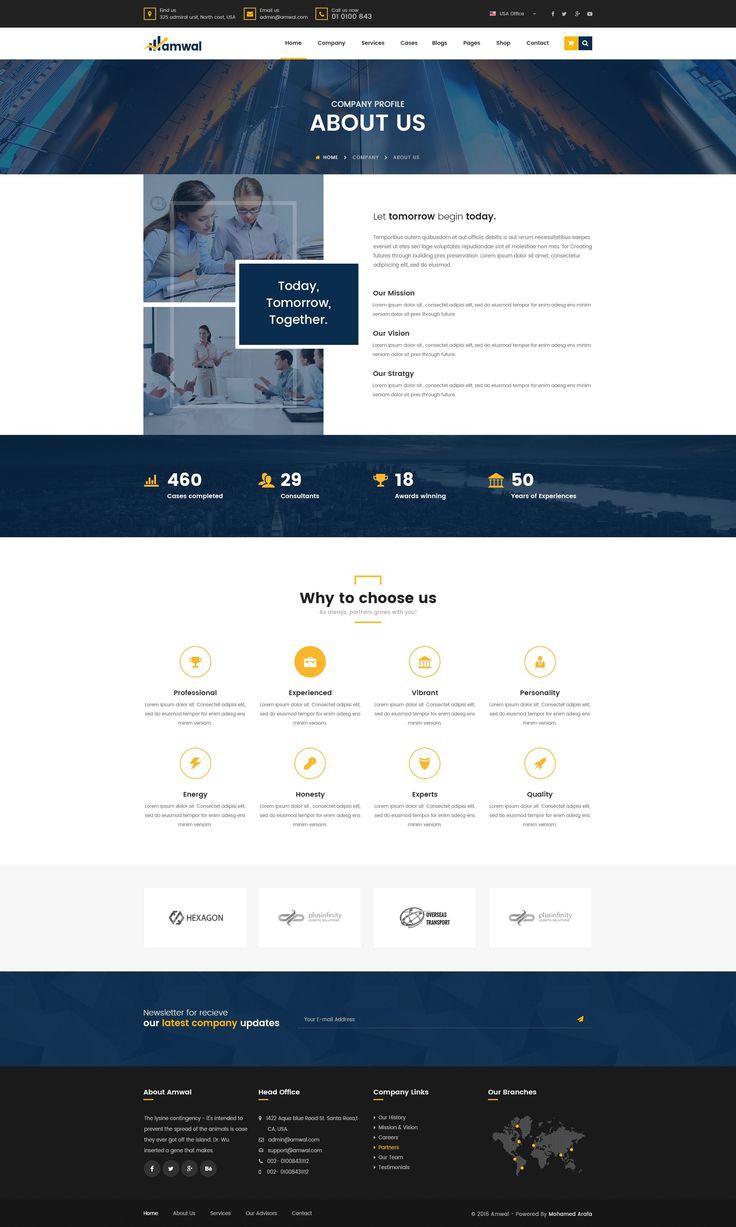 Find us
325 admiral unit, North cost, USA
Email us
admin@amwal.com
Call us now
01 0100 843
USA Office
amwal
Home Company Services Cases Blogs Pages Shop Contact
COMPANY PROFILE
ABOUT US
HOME > COMPANY > ABOUT US
Today,
Tomorrow,
Together.
Let tomorrow begin today.
Temporibus autem quibusdam et aut officiis debitis is aut rerum necessitatibus saepes
eveniet ut etes seo lage voluptates repudiandae sint et molestiae non mes for Creating
futures through building pres preservation. Lorem ipsum dolor sit amet, consectetur
adipiscing elit, sed do eiusmod.
Our Mission
Lorem ipsum dolor sit , consectet adipisi elit, sed do eiusmod tempor for enim adesg ens minim
veniam dolor sit pres through future.
Our Vision
Lorem ipsum dolor sit , consectet adipisi elit, sed do eiusmod tempor for enim adesg ens minim
veniam dolor sit pres through future.
Our Stratgy
Lorem ipsum dolor sit , consectet adipisi elit, sed do eiusmod tempor for enim adesg ens minim
veniam dolor sit pres through future.
460
Cases completed
29
Consultants
18
Awards winning
50
Years of Experiences
Why to choose us
As always, partners grows with you!
Professional
Lorem ipsum dolor sit Consectet adipisi elit,
sed do eiusmod tempor for enim adesg ens
minim veniam.
Experienced
Lorem ipsum dolor sit Consectet adipisi elit,
sed do eiusmod tempor for enim adesg ens
minim veniam.
Vibrant
Lorem ipsum dolor sit Consectet adipisi elit,
sed do eiusmod tempor for enim adesg ens
minim veniam.
Personality
Lorem ipsum dolor sit Consectet adipisi elit,
sed do eiusmod tempor for enim adesg ens
minim veniam.
Energy
Lorem ipsum dolor sit Consectet adipisi elit,
sed do eiusmod tempor for enim adesg ens
minim veniam.
Honesty
Lorem ipsum dolor sit , consectet adipisi elit,
sed do eiusmod tempor for enim adesg ens
minim veniam.
Experts
Lorem ipsum dolor sit Consectet adipisi elit,
sed do eiusmod tempor for enim adesg ens
minim veniam.
Quality
Lorem ipsum dolor sit Consectet adipisi elit,
sed do eiusmod tempor for enim adesg ens
minim veniam.
HEXAGON
plusinfinity
LOGISTIC SOLUTIONS
OVERSEAS
TRANSPORT
plusinfinity
LOGISTIC SOLUTIONS
Newsletter for recieve
our latest company updates
Your E-mail Address
About Amwal
The lysine contingency - it's intended to
prevent the spread of the animals is case
they ever got off the island. Dr. Wu
inserted a gene that makes.
Bē
Head Office
1422 Aqua blue Road St. Santa Rosa,t
CA, USA.
admin@amwal.com
support@amwal.com
002- 01008431112
002- 01008431112
Company Links
Our History
Mission & Vision
Careers
Partners
Our Team
Testimonials
Our Branches
Home About Us Services Our Advisors Contact
© 2016 Amwal - Powered By Mohamed Arafa